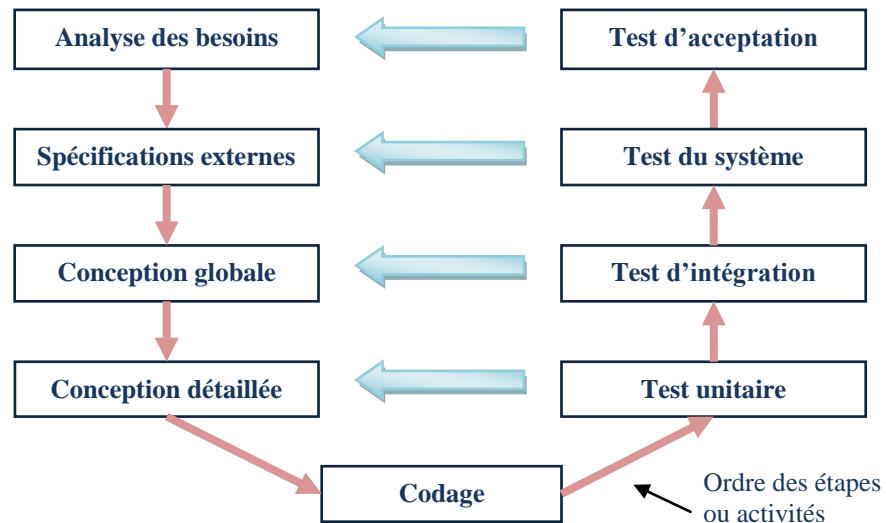 Analyse des besoins
Test d’acceptation
Spécifications externes
Test du système
Conception globale
Test d’intégration
Conception détaillée
Test unitaire
Codage
Ordre des étapes
ou activités